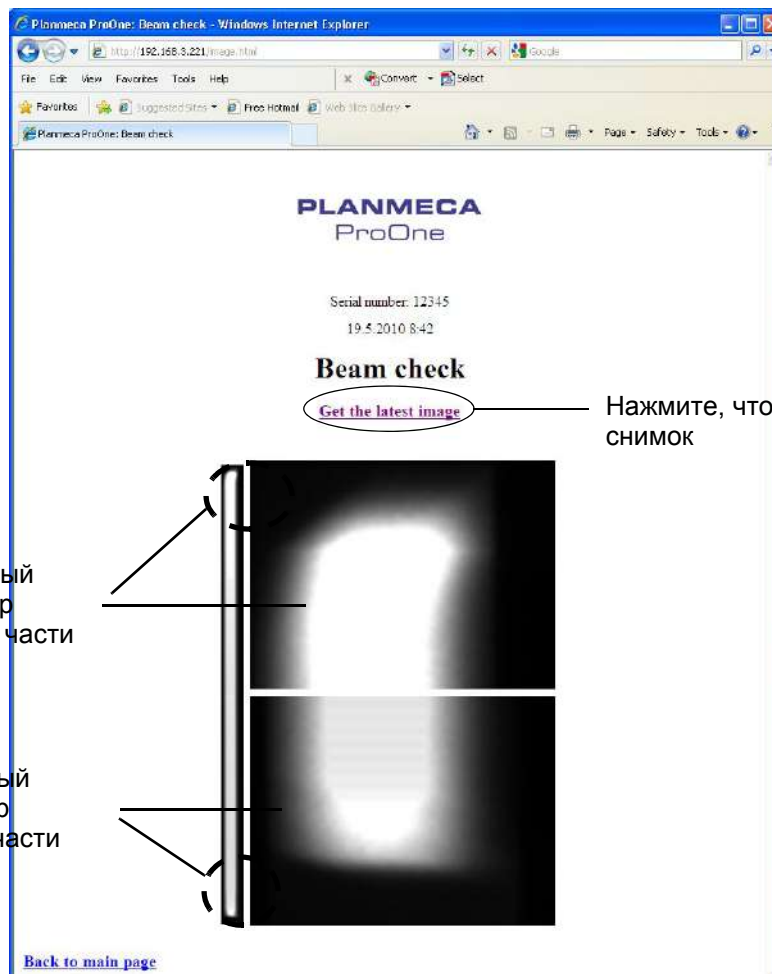 Planmeca ProOne: Beam check - Windows Internet Explorer
http://192.168.3.221/image.html
Google
File Edit View Favorites Tools Help
x Convert Select
Favorites Suggested Sites Free Hotmail Web Slice Gallery
Planmeca ProOne: Beam check
Page Safety Tools
PLANMECA
ProOne
Serial number: 12345
19.5.2010 8:42
Beam check
Get the latest image
Нажмите, что
снимок
ый
р
части
ый
р
части
Back to main page